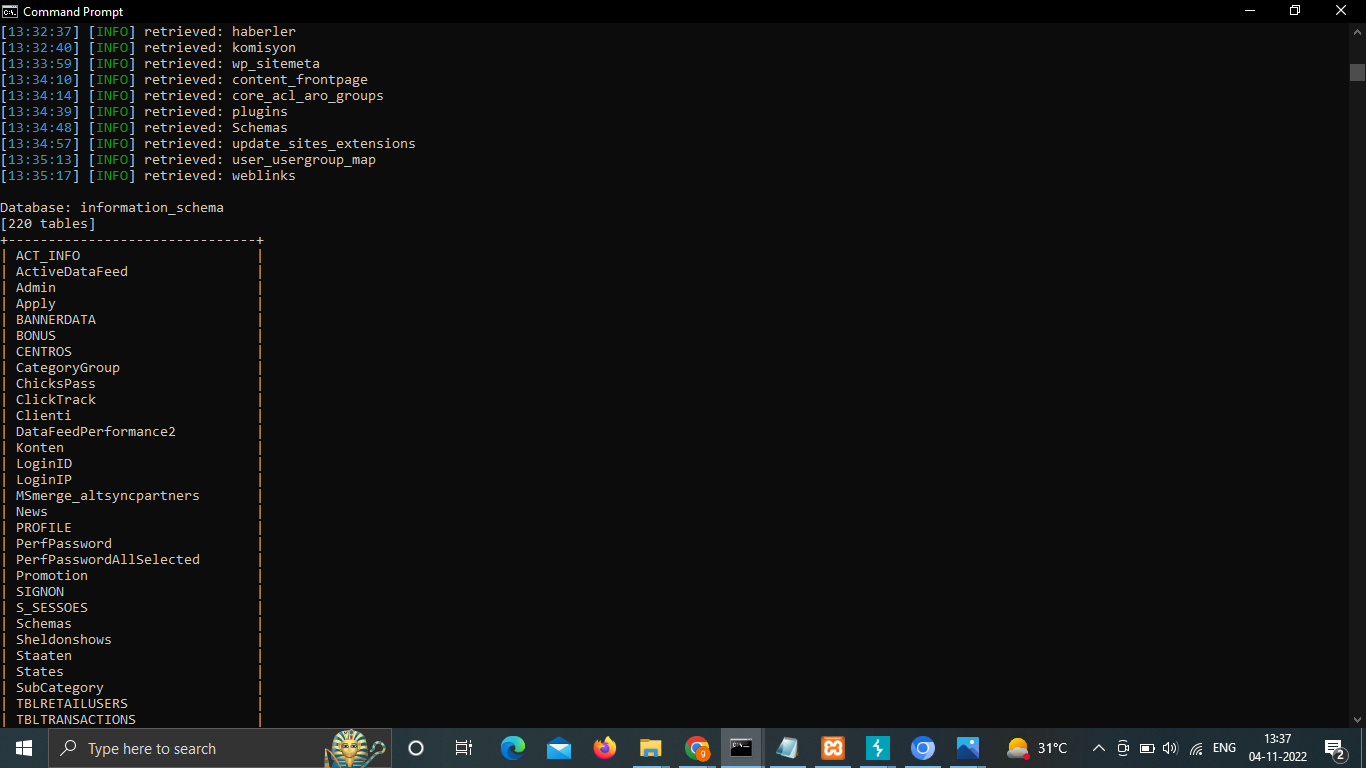 Command Prompt
[13:32:37] [INFO] retrieved: haberler
[13:32:40] [INFO] retrieved: komisyon
[13:33:59] [INFO] retrieved: wp_sitemeta
[13:34:10] [INFO] retrieved: content_frontpage
[13:34:14] [INFO] retrieved: core_acl_aro_groups
[13:34:39] [INFO] retrieved: plugins
[13:34:48] [INFO] retrieved: Schemas
[13:34:57] [INFO] retrieved: update_sites_extensions
[13:35:13] [INFO] retrieved: user_usergroup_map
[13:35:17] [INFO] retrieved: weblinks
Database: information_schema
[220 tables]
+-------------------------------+
| ACT_INFO |
| ActiveDataFeed |
| Admin |
| Apply |
| BANNERDATA |
| BONUS |
| CENTROS |
| CategoryGroup |
| ChicksPass |
| ClickTrack |
| Clienti |
| DataFeedPerformance2 |
| Konten |
| LoginID |
| LoginIP |
| MSmerge_altsyncpartners |
| News |
| PROFILE |
| PerfPassword |
| PerfPasswordAllSelected |
| Promotion |
| SIGNON |
| S_SESSOES |
| Schemas |
| Sheldonshows |
| Staaten |
| States |
| SubCategory |
| TBLRETAILUSERS |
| TBLTRANSACTIONS |
Type here to search
31°C
ENG
13:37
04-11-2022
2